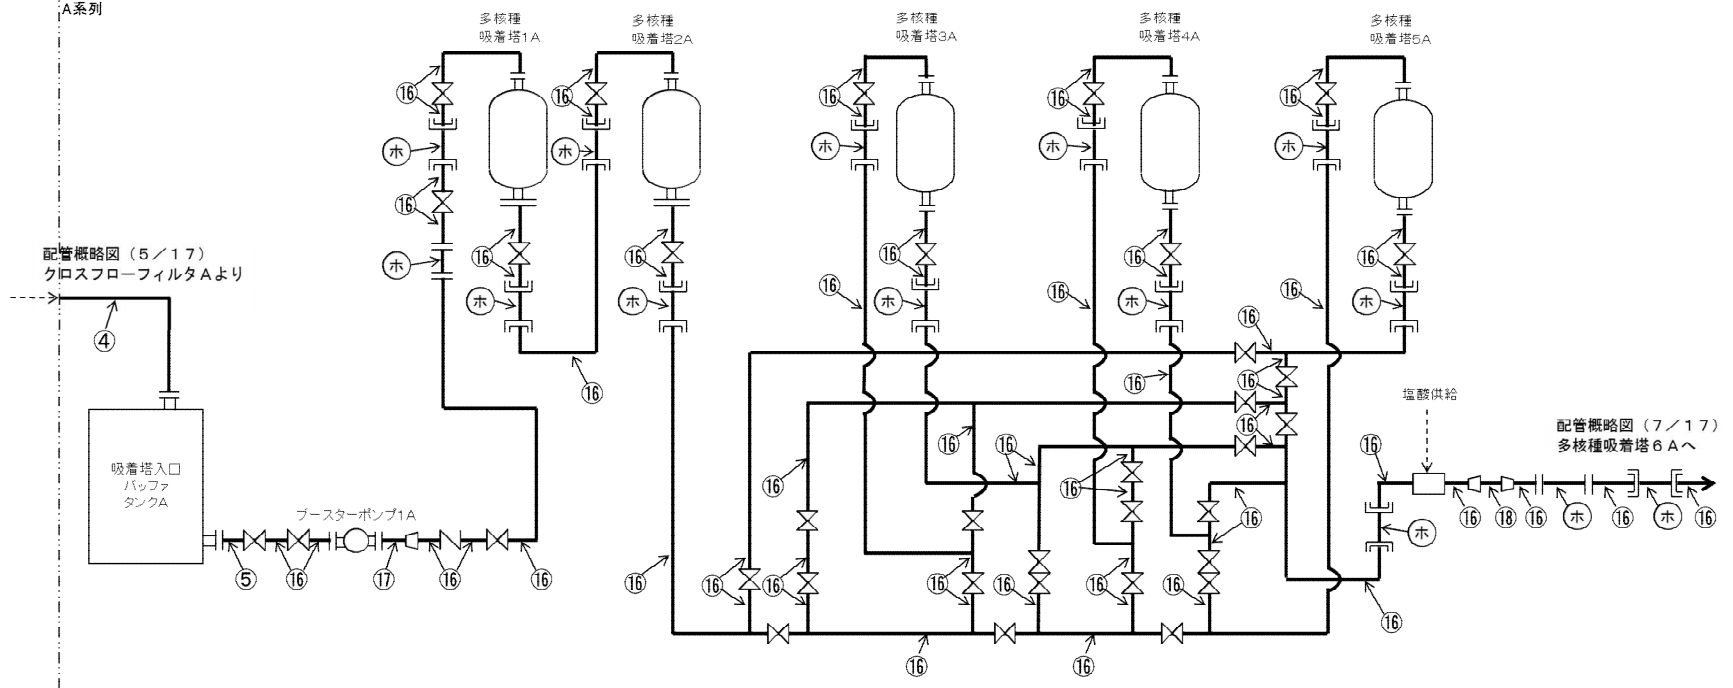 A系列
多核種
吸着塔1A
多核種
吸着塔2A
多核種
吸着塔3A
多核種
吸着塔4A
多核種
吸着塔5A
⑯
⑯
⑯
⑯
⑯
ホ
ホ
ホ
ホ
ホ
⑯
配管概略図(5/17)
クロスフローフィルタAより
ホ
⑯
⑯
⑯
⑯
⑯
ホ
ホ
⑯
ホ
⑯
ホ
⑯
ホ
④
⑯
⑯
⑯
⑯
⑯
塩酸供給
⑯
配管概略図(7/17)
多核種吸着塔6Aへ
⑯
⑯
⑯
吸着塔入口
バッファ
タンクA
⑯
⑯
⑯
ブースターポンプ1A
⑯
⑯
⑱
⑯
ホ
⑯
ホ
⑯
ホ
⑤
⑯
⑰
⑯
⑯
⑯
⑯
⑯
⑯
⑯
⑯
⑯
⑯
⑯
⑯